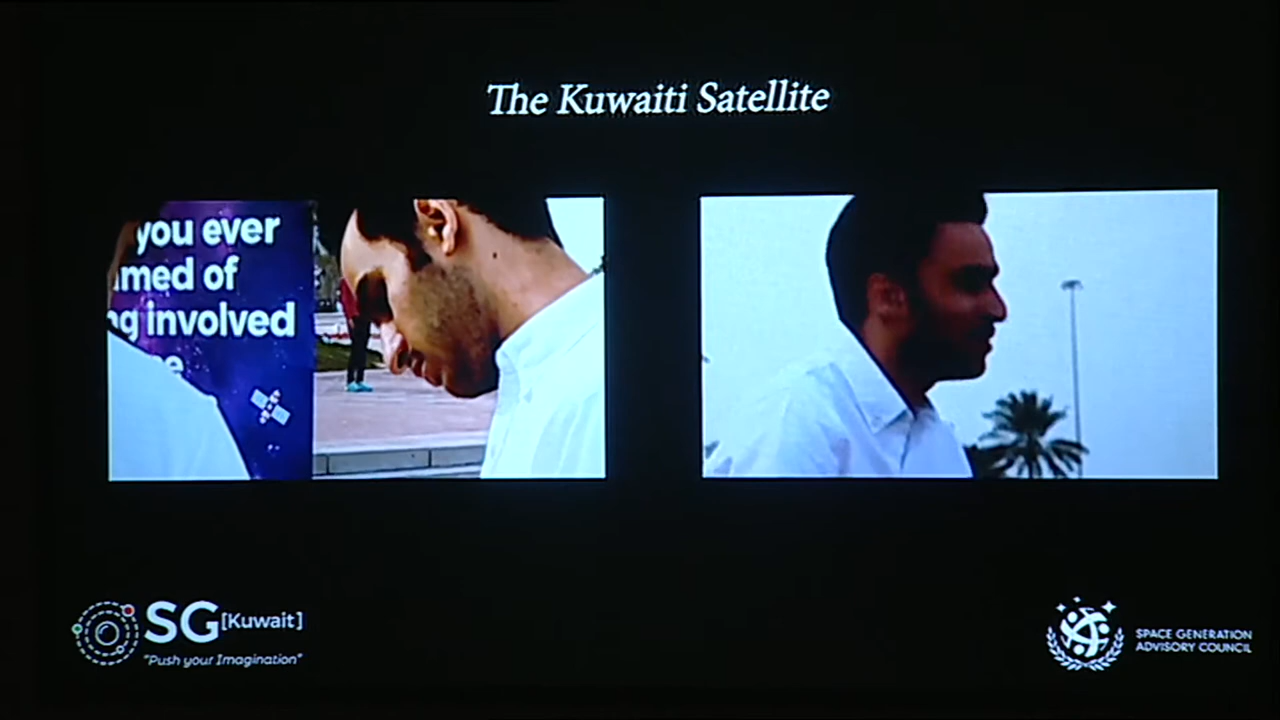 The Kuwaiti Satellite
you ever
med of
involved
SG[Kuwait]
"Push your Imagination"
SPACE GENERATION
ADVISORY COUNCIL